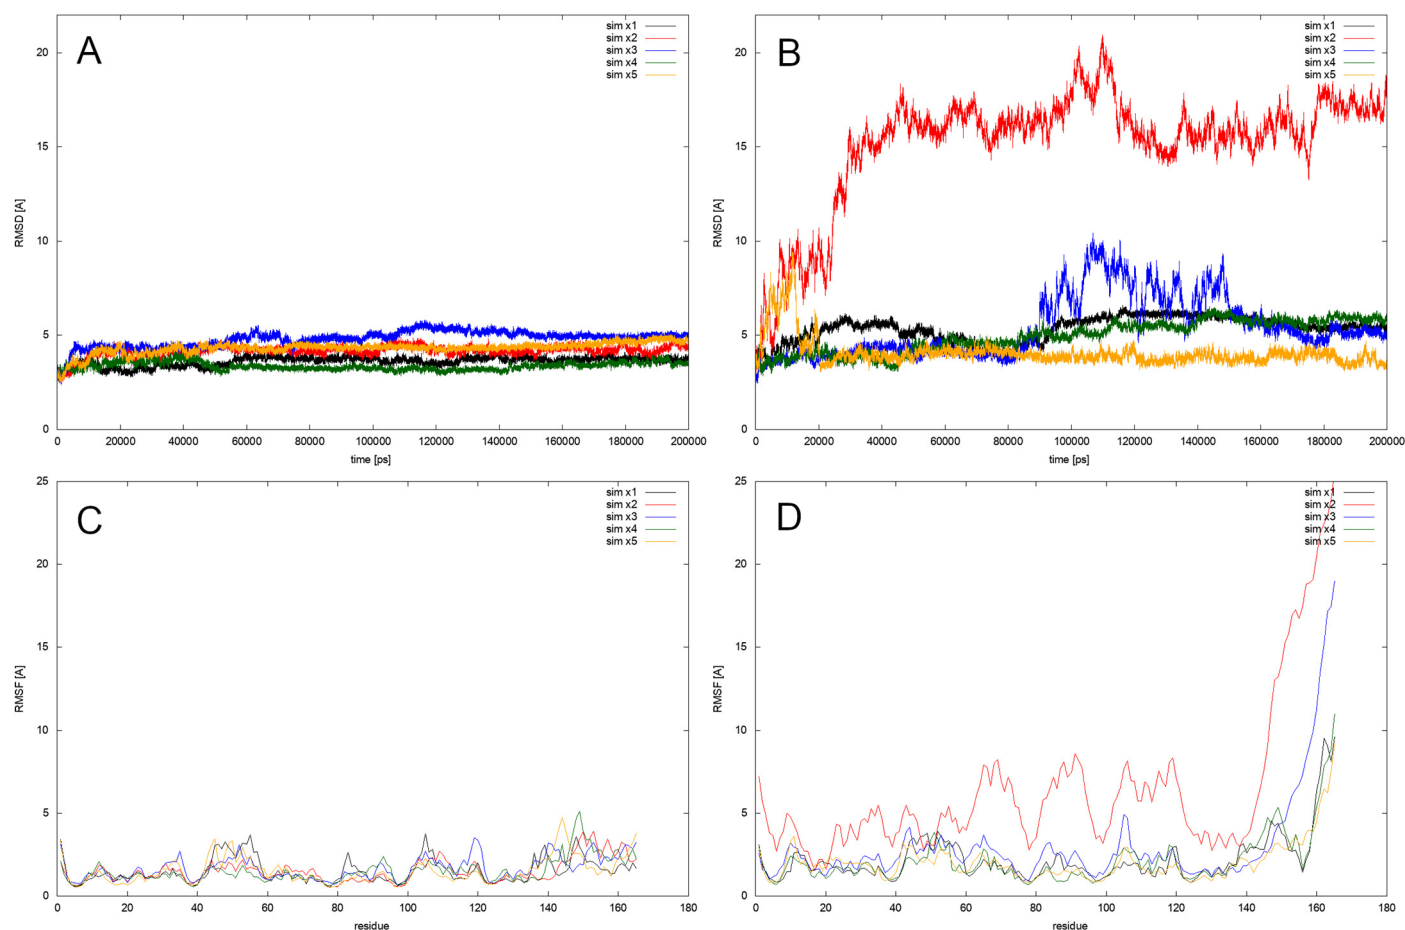 A
sim x1
sim x2
sim x3
sim x4
sim x5
RMSD [A]
20
15
10
5
0
0 20000 40000 60000 80000 100000 120000 140000 160000 180000 200000
time [ps]
B
sim x1
sim x2
sim x3
sim x4
sim x5
RMSD [A]
20
15
10
5
0
0 20000 40000 60000 80000 100000 120000 140000 160000 180000 200000
time [ps]
C
sim x1
sim x2
sim x3
sim x4
sim x5
RMSF [A]
25
20
15
10
5
0
0 20 40 60 80 100 120 140 160 180
residue
D
sim x1
sim x2
sim x3
sim x4
sim x5
RMSF [A]
25
20
15
10
5
0
0 20 40 60 80 100 120 140 160 180
residue